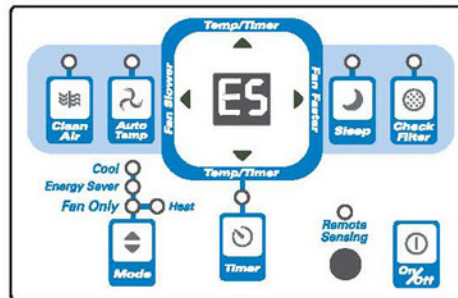 Temp/Timer
Fan Slower
ES
Fan Faster
Clean Air
Auto Temp
Sleep
Check Filter
Temp/Timer
Cool
Energy Saver
Fan Only
Heat
Mode
Timer
Remote Sensing
On/Off